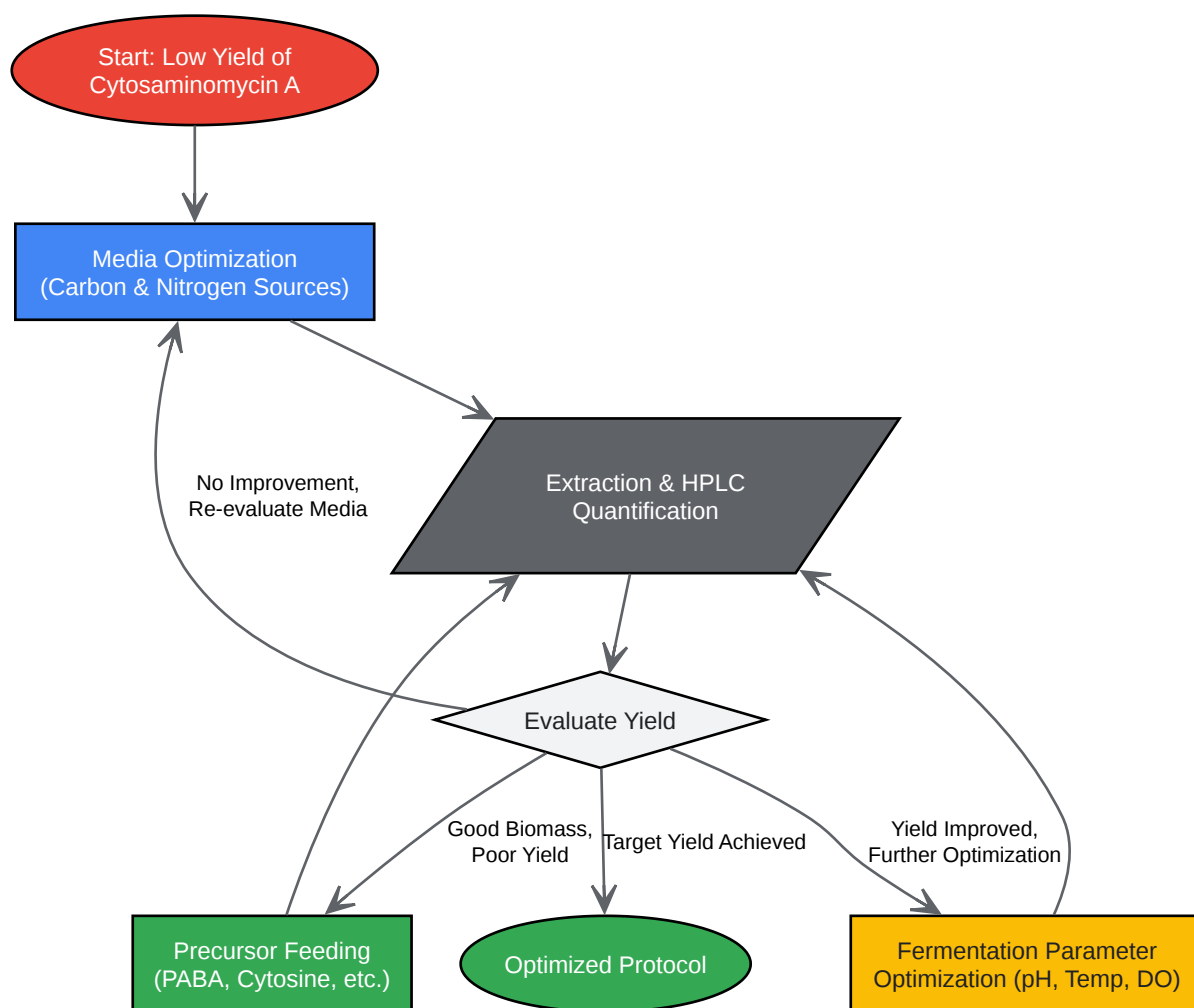 Start: Low Yield of
Cytosaminomycin A
Media Optimization
(Carbon & Nitrogen Sources)
No Improvement,
Re-evaluate Media
Extraction & HPLC
Quantification
Evaluate Yield
Good Biomass,
Poor Yield
Target Yield Achieved
Yield Improved,
Further Optimization
Precursor Feeding
(PABA, Cytosine, etc.)
Optimized Protocol
Fermentation Parameter
Optimization (pH, Temp, DO)